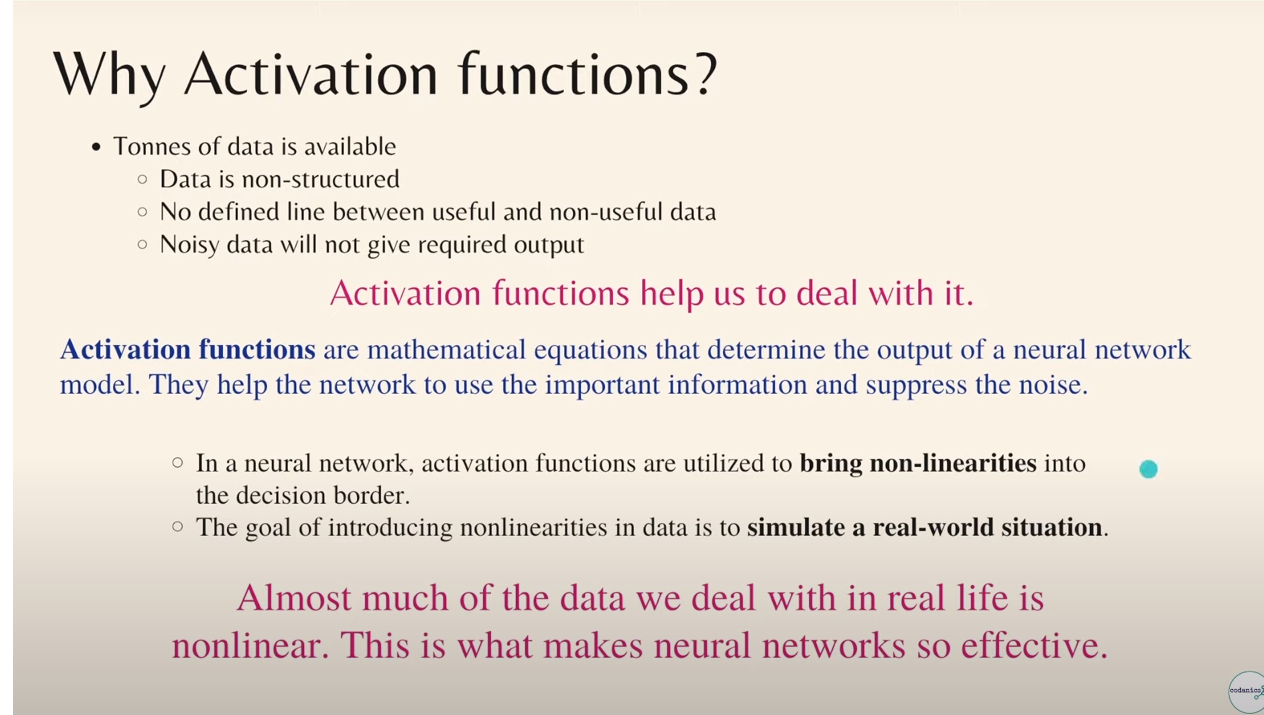 Why Activation functions?
• Tonnes of data is available
○ Data is non-structured
○ No defined line between useful and non-useful data
○ Noisy data will not give required output
Activation functions help us to deal with it.
Activation functions are mathematical equations that determine the output of a neural network
model. They help the network to use the important information and suppress the noise.
○ In a neural network, activation functions are utilized to bring non-linearities into
the decision border.
○ The goal of introducing nonlinearities in data is to simulate a real-world situation.
Almost much of the data we deal with in real life is
nonlinear. This is what makes neural networks so effective.
codanics